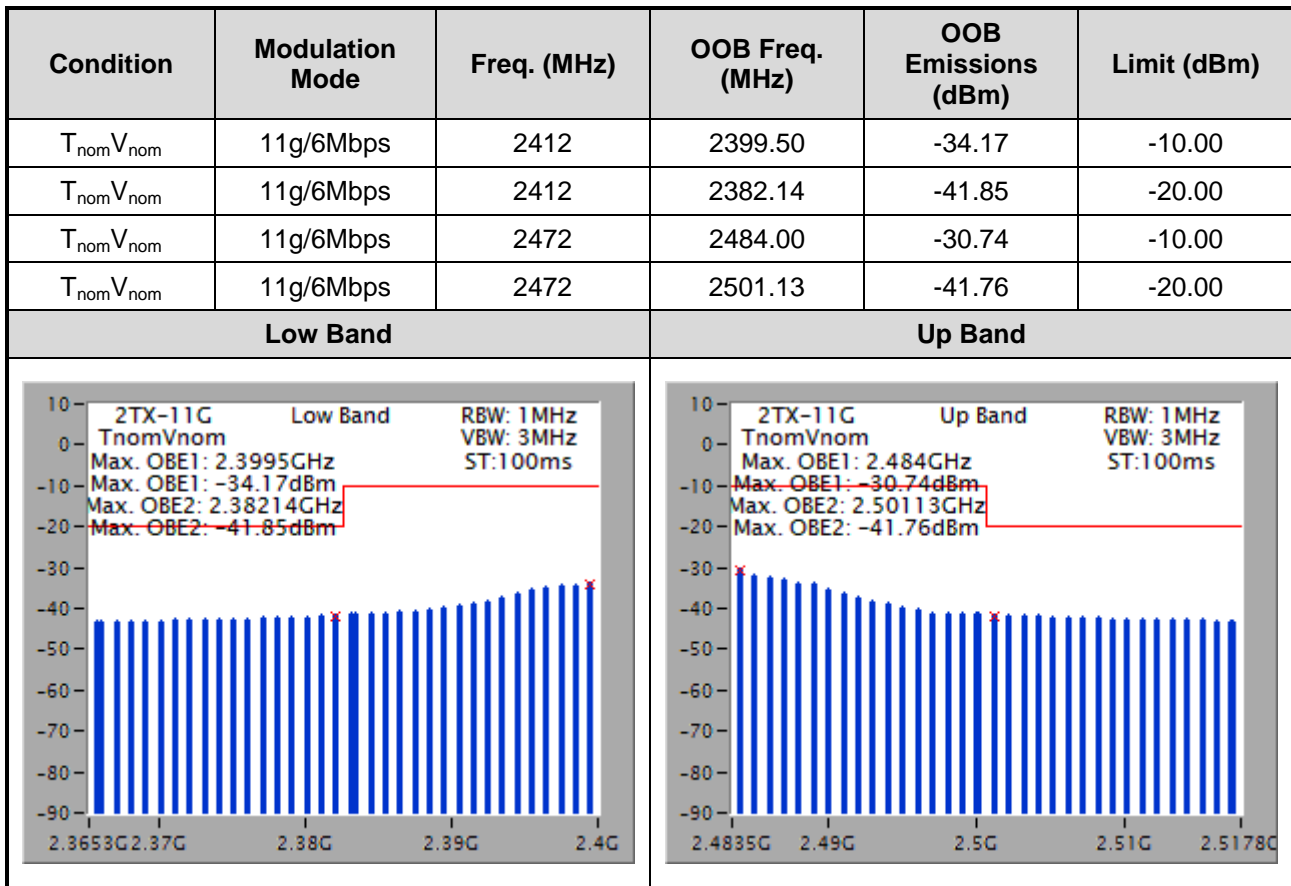 Condition Modulation Mode Freq. (MHz) OOB Freq. (MHz) OOB Emissions (dBm) Limit (dBm)
TnomVnom 11g/6Mbps 2412 2399.50 -34.17 -10.00
TnomVnom 11g/6Mbps 2412 2382.14 -41.85 -20.00
TnomVnom 11g/6Mbps 2472 2484.00 -30.74 -10.00
TnomVnom 11g/6Mbps 2472 2501.13 -41.76 -20.00
Low Band Up Band
2TX-11G Low Band RBW: 1MHz
TnomVnom VBW: 3MHz
Max. OBE1: 2.3995GHz ST:100ms
Max. OBE1: -34.17dBm
Max. OBE2: 2.38214GHz
Max. OBE2: -41.85dBm
10
0
-10
-20
-30
-40
-50
-60
-70
-80
-90
2.3653G 2.37G 2.38G 2.39G 2.4G
2TX-11G Up Band RBW: 1MHz
TnomVnom VBW: 3MHz
Max. OBE1: 2.484GHz ST:100ms
Max. OBE1: -30.74dBm
Max. OBE2: 2.50113GHz
Max. OBE2: -41.76dBm
10
0
-10
-20
-30
-40
-50
-60
-70
-80
-90
2.4835G 2.49G 2.5G 2.51G 2.5178G